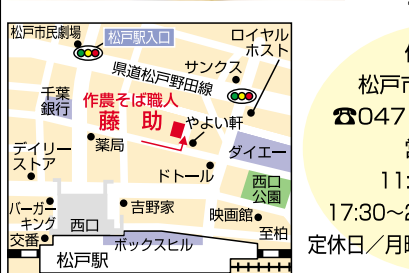 松戸市民劇場
松戸駅入口
ロイヤル
ホスト
サンクス
県道松戸野田線
千葉
銀行
作農そば職人
藤助
やよい軒
薬局
デイリー
ストア
ダイエー
ドトール
西口
公園
バーガー
キング
吉野家
映画館
西口
交番
ボックスヒル
至柏
松戸駅
松戸市
☎047
11:
17:30~2
定休日/月曜